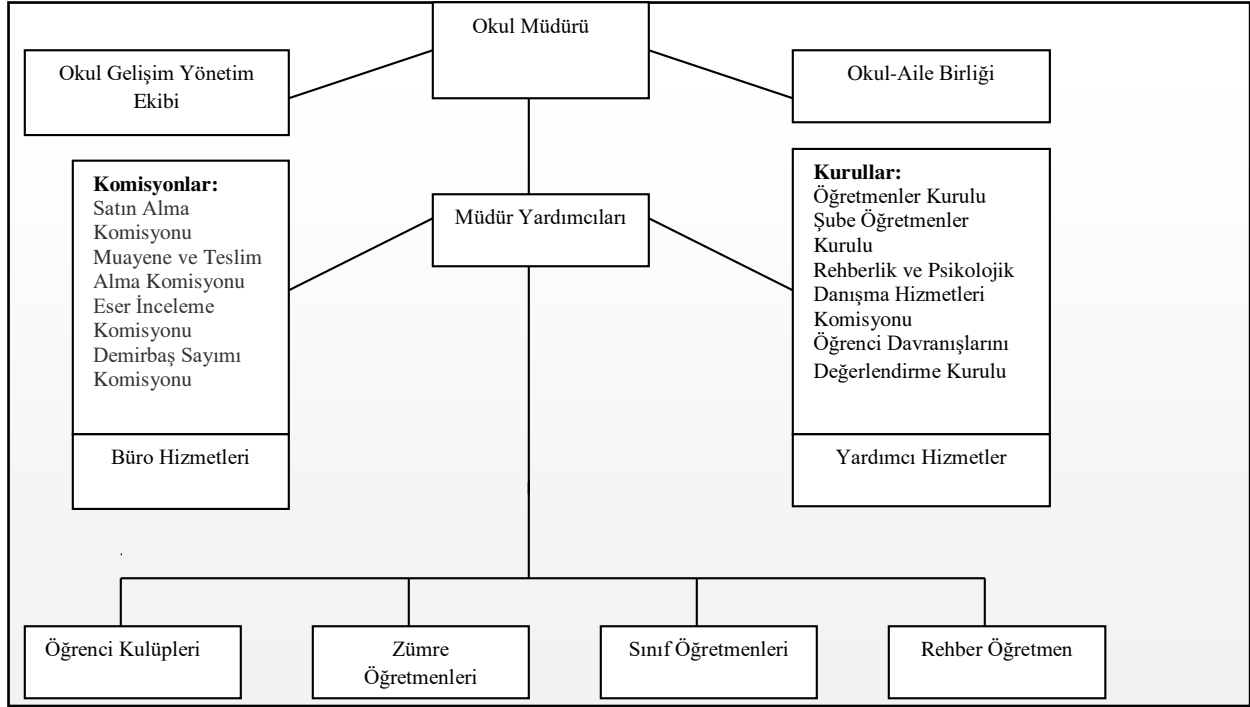 Okul Müdürü
Okul Gelişim Yönetim
Ekibi
Okul-Aile Birliği
Komisyonlar:
Satın Alma
Komisyonu
Muayene ve Teslim
Alma Komisyonu
Eser İnceleme
Komisyonu
Demirbaş Sayımı
Komisyonu
Müdür Yardımcıları
Kurullar:
Öğretmenler Kurulu
Şube Öğretmenler
Kurulu
Rehberlik ve Psikolojik
Danışma Hizmetleri
Komisyonu
Öğrenci Davranışlarını
Değerlendirme Kurulu
Büro Hizmetleri
Yardımcı Hizmetler
Öğrenci Kulüpleri
Zümre
Öğretmenleri
Sınıf Öğretmenleri
Rehber Öğretmen